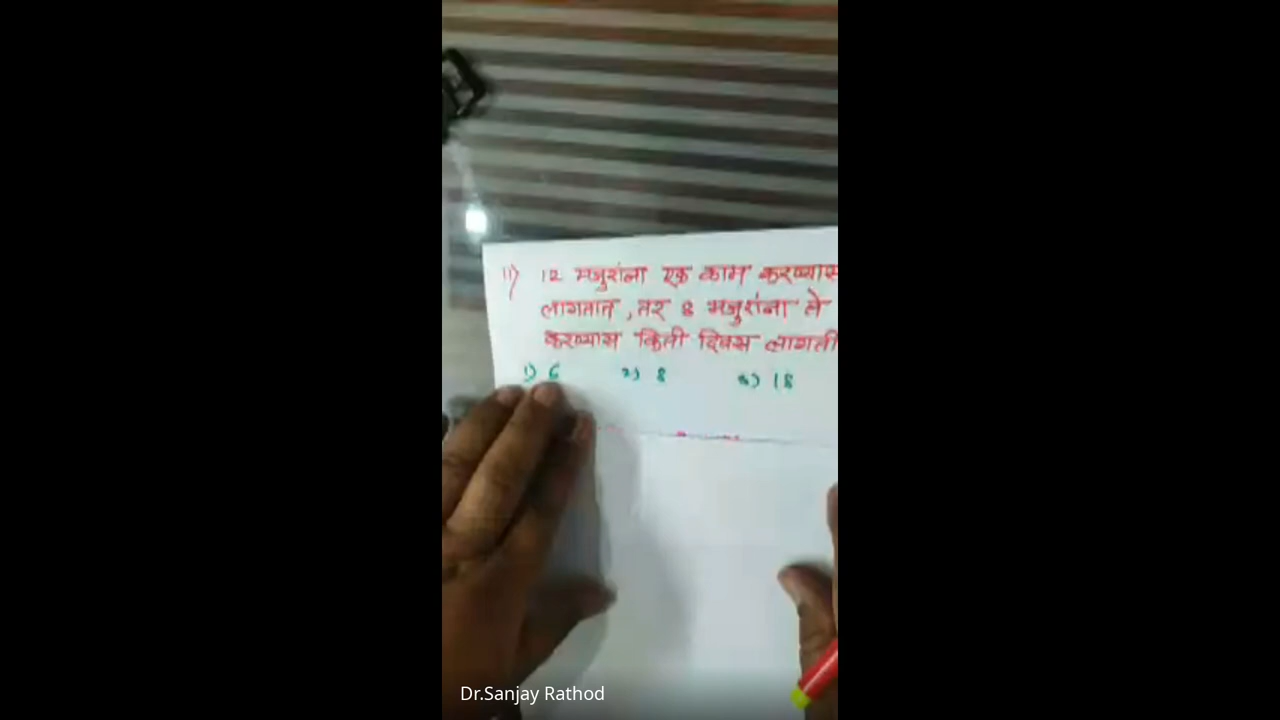 11) 12 मजुरांना एक काम करण्यास
लागतात, तर 8 मजुरांना ते
करण्यास किती दिवस लागती
1) 6 2) 8 3) 18
Dr.Sanjay Rathod